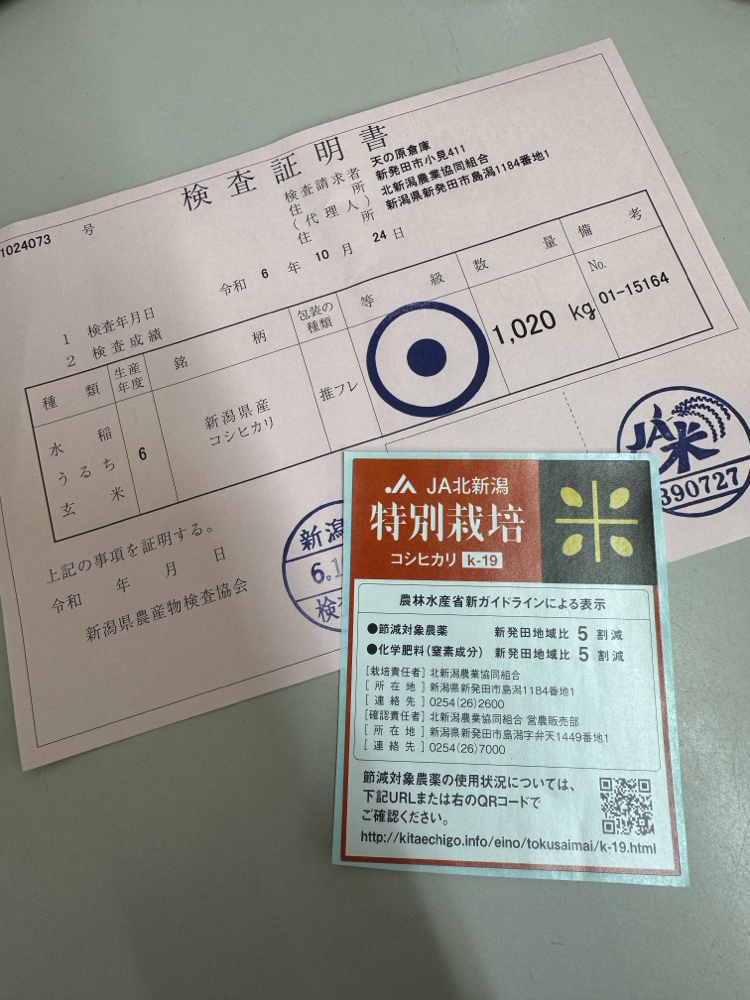 検査証明書
1024073 号
検査請求者 天の原倉庫
住所 新発田市小見411
(代理人) 北新潟農業協同組合
住所 新潟県新発田市島潟1184番地1
令和 6 年 10 月 24 日
1 検査年月日
2 検査成績
種類 生産年度 銘柄 包装の種類 等級 数量 備考
水稲うるち玄米 6 新潟県産コシヒカリ 推フレ 1,020 kg No. 01-15164
上記の事項を証明する。
令和 年 月 日
新潟県農産物検査協会
新潟
6.1
検査
JA米
390727
JA北新潟
特別栽培
コシヒカリ k-19
米
農林水産省新ガイドラインによる表示
●節減対象農薬 新発田地域比 5 割減
●化学肥料(窒素成分) 新発田地域比 5 割減
[栽培責任者] 北新潟農業協同組合
[所在地] 新潟県新発田市島潟1184番地1
[連絡先] 0254(26)2600
[確認責任者] 北新潟農業協同組合 営農販売部
[所在地] 新潟県新発田市島潟字弁天1449番地1
[連絡先] 0254(26)7000
節減対象農薬の使用状況については、
下記URLまたは右のQRコードで
ご確認ください。
http://kitaechigo.info/eino/tokusaimai/k-19.html